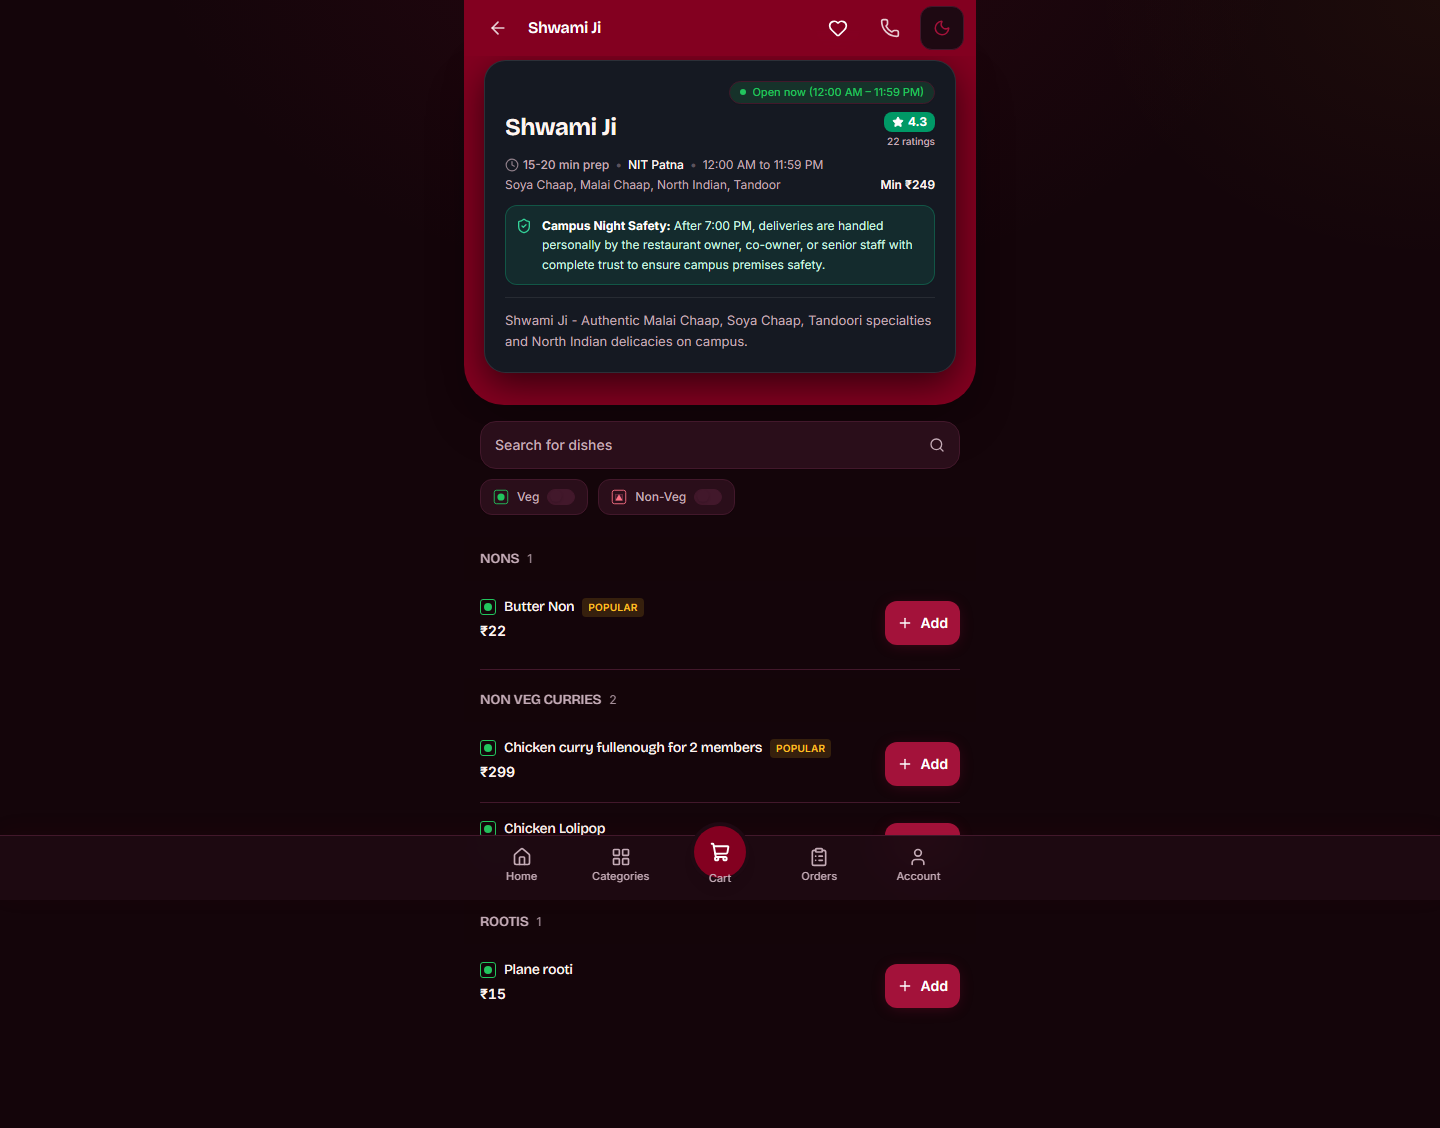 Shwami Ji
Open now (12:00 AM – 11:59 PM)
Shwami Ji
4.3
22 ratings
15-20 min prep • NIT Patna • 12:00 AM to 11:59 PM
Soya Chaap, Malai Chaap, North Indian, Tandoor
Min ₹249
Campus Night Safety: After 7:00 PM, deliveries are handled
personally by the restaurant owner, co-owner, or senior staff with
complete trust to ensure campus premises safety.
Shwami Ji - Authentic Malai Chaap, Soya Chaap, Tandoori specialties
and North Indian delicacies on campus.
Search for dishes
Veg
Non-Veg
NONS 1
Butter Non POPULAR
₹22
+ Add
NON VEG CURRIES 2
Chicken curry fullenough for 2 members POPULAR
₹299
+ Add
Chicken Lolipop
Home
Categories
Cart
Orders
Account
ROOTIS 1
Plane rooti
₹15
+ Add